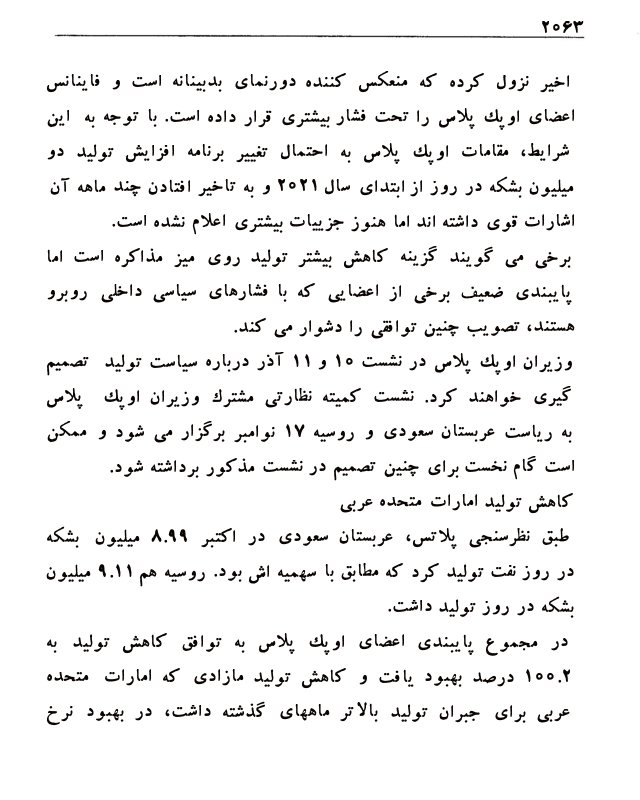 ۲۰۶۳
اخیر نزول کرده که منعکس کننده دورنمای بدبینانه است و فاینانس
اعضای اوپک پلاس را تحت فشار بیشتری قرار داده است. با توجه به این
شرایط، مقامات اوپک پلاس به احتمال تغییر برنامه افزایش تولید دو
میلیون بشکه در روز از ابتدای سال ۲۰۲۱ و به تاخیر افتادن چند ماهه آن
اشارات قوی داشته اند اما هنوز جزییات بیشتری اعلام نشده است.
برخی می گویند گزینه کاهش بیشتر تولید روی میز مذاکره است اما
پایبندی ضعیف برخی از اعضایی که با فشارهای سیاسی داخلی روبرو
هستند، تصویب چنین توافقی را دشوار می کند.
وزیران اوپک پلاس در نشست ۱۰ و ۱۱ آذر درباره سیاست تولید تصمیم
گیری خواهند کرد. نشست کمیته نظارتی مشترك وزیران اوپک پلاس
به ریاست عربستان سعودی و روسیه ۱۷ نوامبر برگزار می شود و ممکن
است گام نخست برای چنین تصمیم در نشست مذکور برداشته شود.
کاهش تولید امارات متحده عربی
طبق نظرسنجی پلاتس، عربستان سعودی در اکتبر ۸.۹۹ میلیون بشکه
در روز نفت تولید کرد که مطابق با سهمیه اش بود. روسیه هم ۹.۱۱ میلیون
بشکه در روز تولید داشت.
در مجموع پایبندی اعضای اوپک پلاس به توافق کاهش تولید به
۱۰۰.۲ درصد بهبود یافت و کاهش تولید مازادی که امارات متحده
عربی برای جبران تولید بالاتر ماههای گذشته داشت، در بهبود نرخ